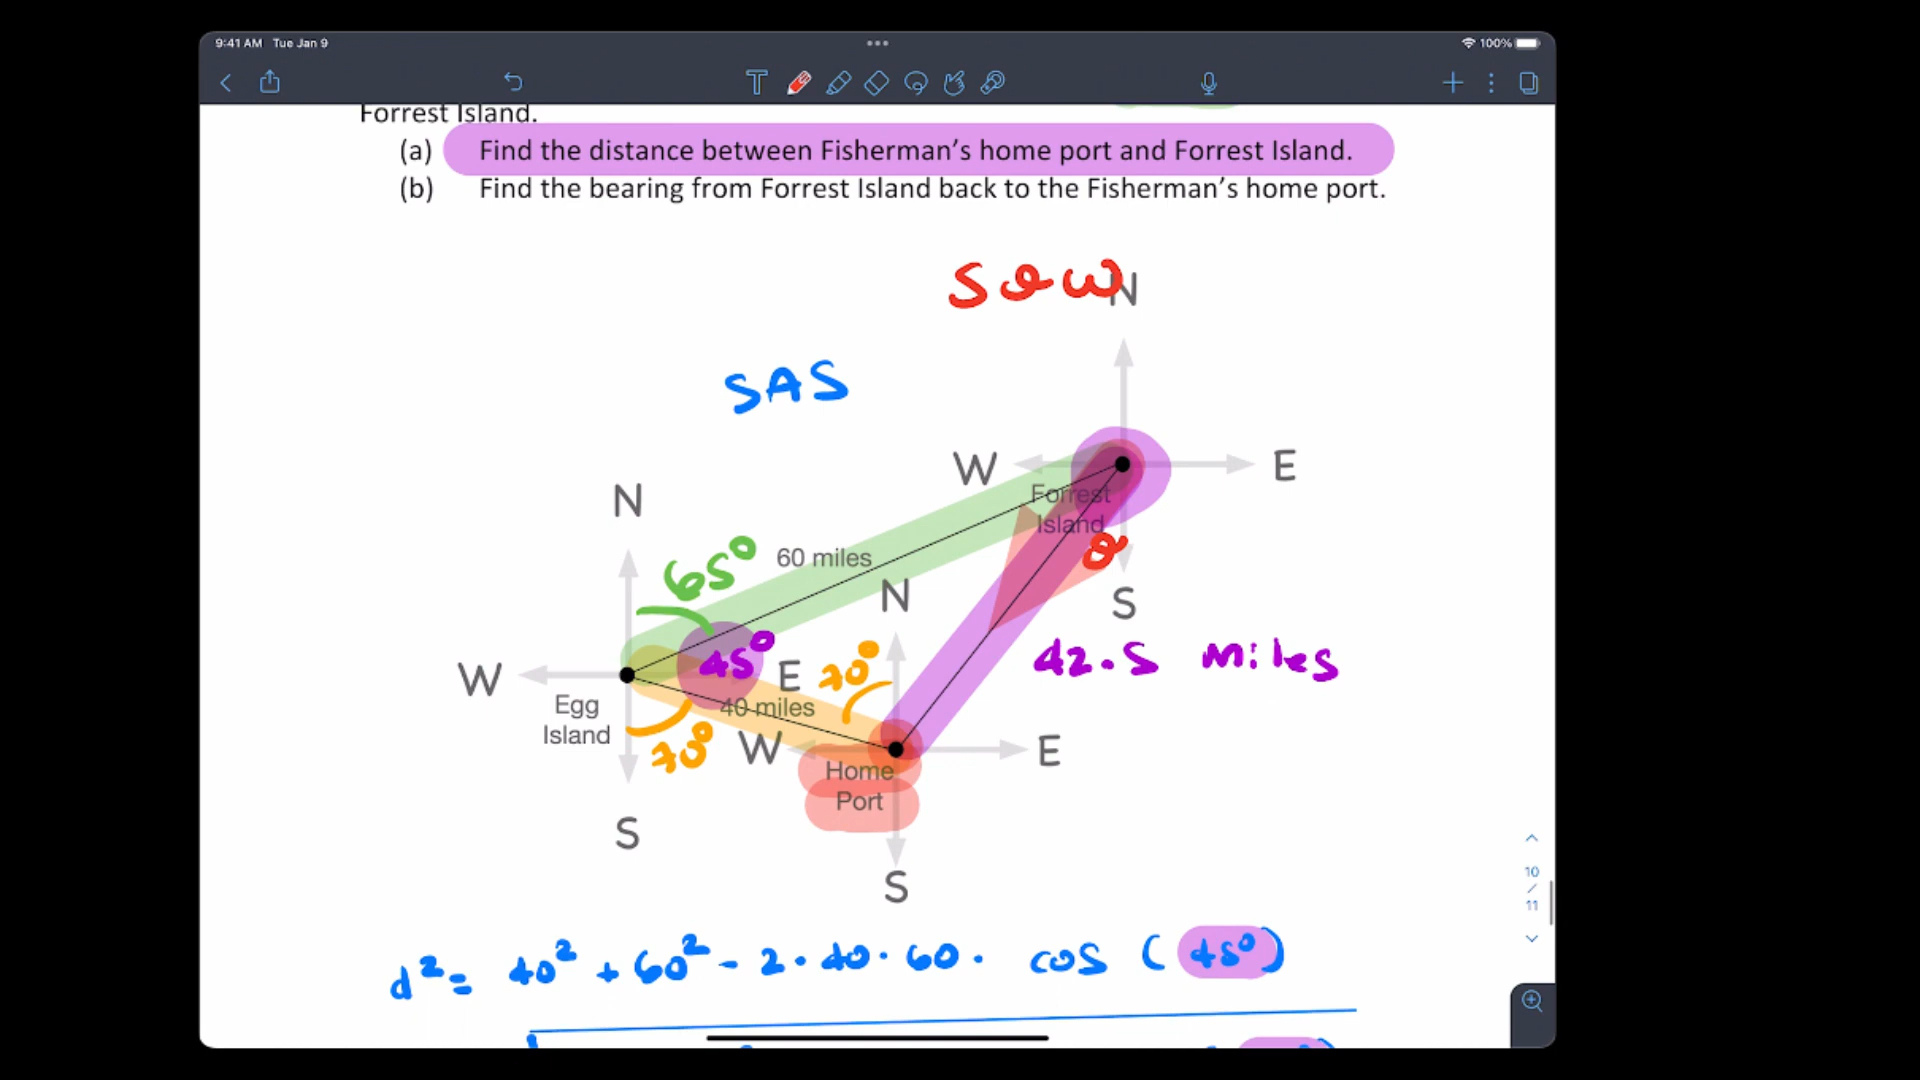 9:41 AM Tue Jan 9
100%
Forrest Island.
(a) Find the distance between Fisherman's home port and Forrest Island.
(b) Find the bearing from Forrest Island back to the Fisherman's home port.
S θ W
N
SAS
W
E
Forrest
Island
N
65°
60 miles
θ
N
S
45°
42.5 miles
W
E
70°
Egg
Island
40 miles
70°
W
E
Home
Port
S
S
10
/
11
d² = 40² + 60² - 2 · 40 · 60 · cos (45°)